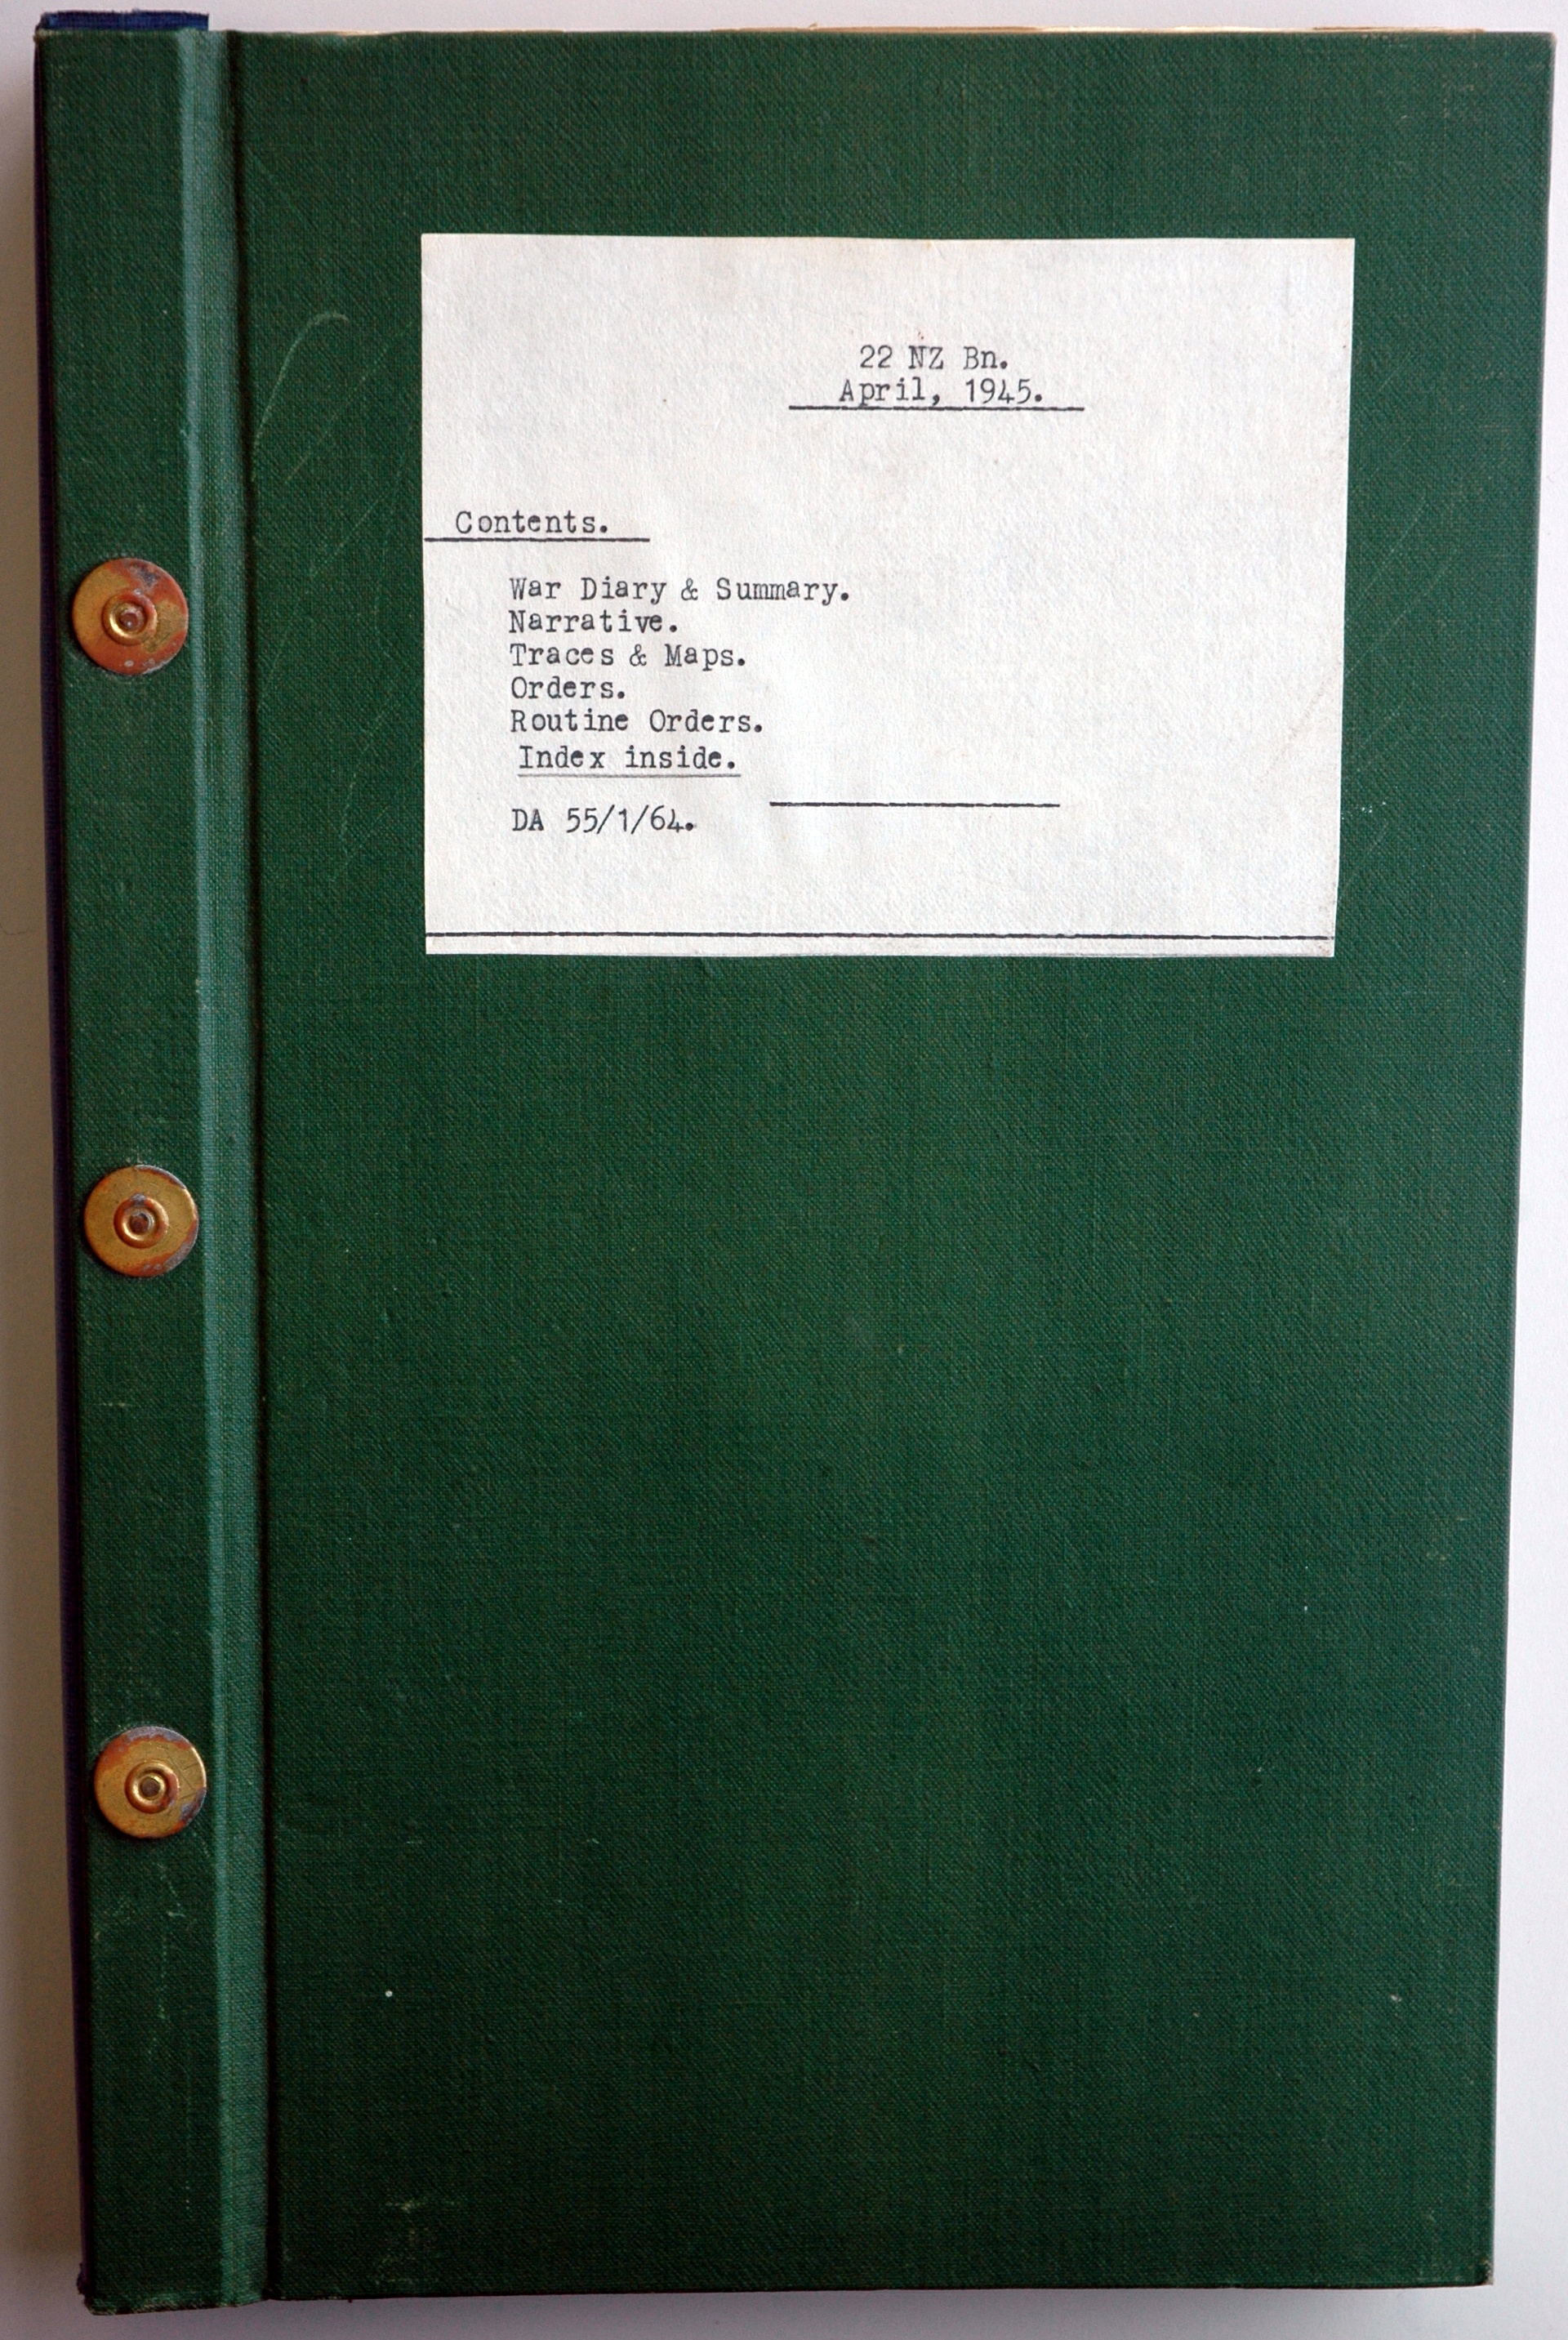 22 NZ Bn.
April, 1945.
Contents.
War Diary & Summary.
Narrative.
Traces & Maps.
Orders.
Routine Orders.
Index inside.
DA 55/1/64.